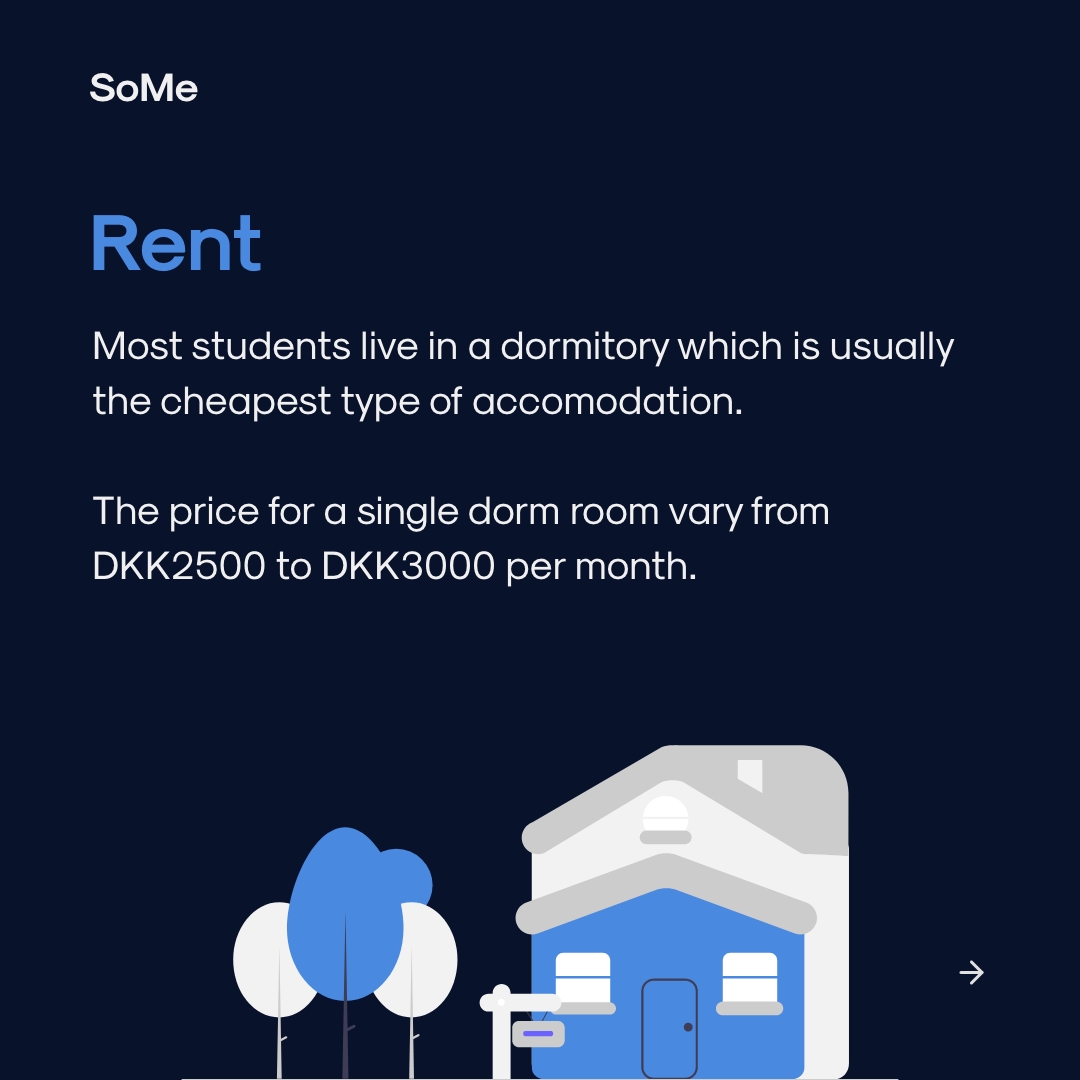 SoMe
Rent
Most students live in a dormitory which is usually
the cheapest type of accomodation.
The price for a single dorm room vary from
DKK2500 to DKK3000 per month.